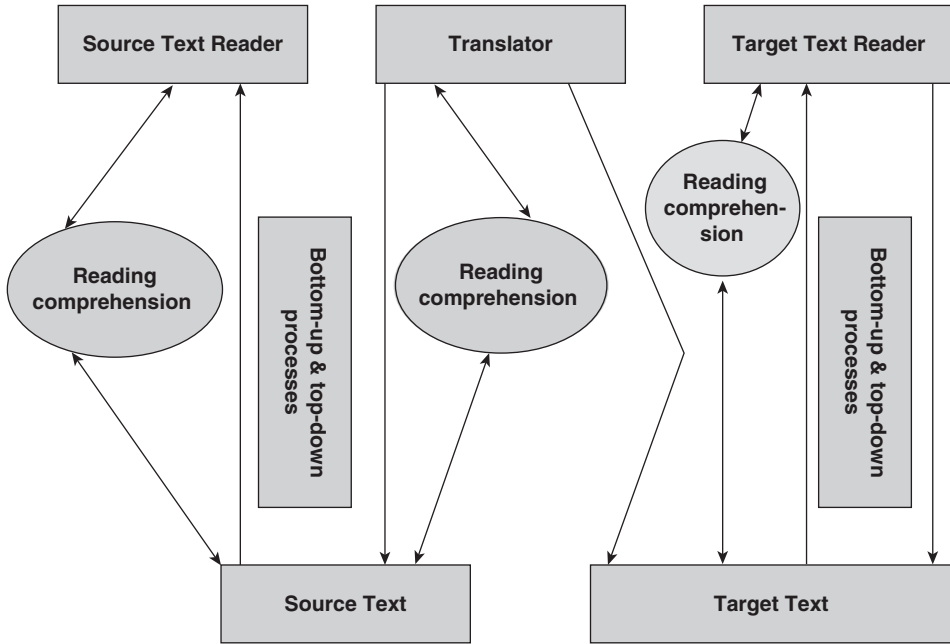 Source Text Reader
Translator
Target Text Reader
Reading
comprehen-
sion
Reading
comprehension
Reading
comprehension
Bottom-up & top-down
processes
Bottom-up & top-down
processes
Source Text
Target Text